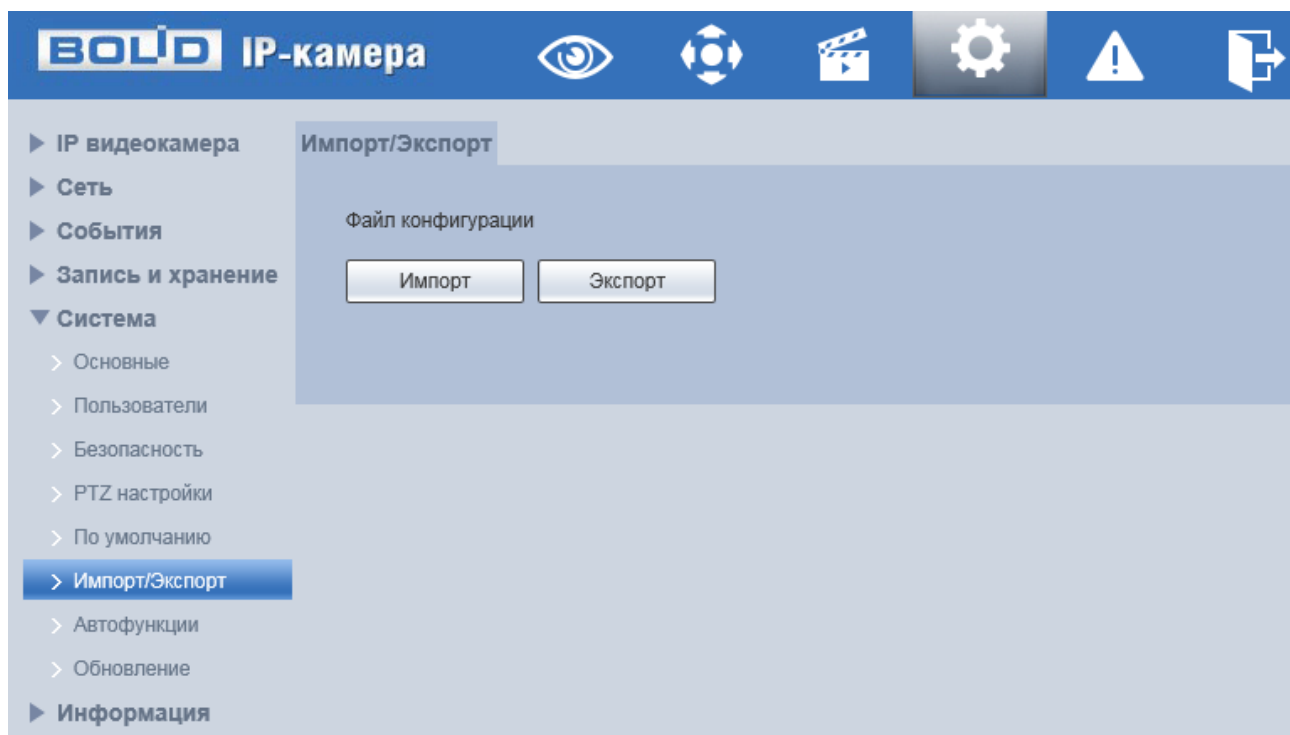 BOLID IP-камера
IP видеокамера
Сеть
События
Запись и хранение
Система
Основные
Пользователи
Безопасность
PTZ настройки
По умолчанию
Импорт/Экспорт
Автофункции
Обновление
Информация
Импорт/Экспорт
Файл конфигурации
Импорт Экспорт